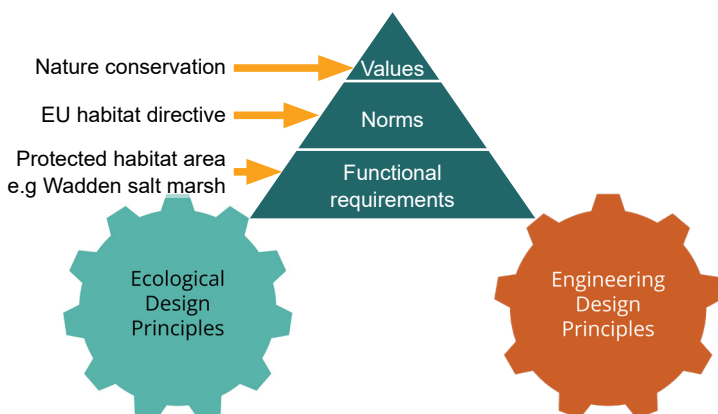 Nature conservation
Values
EU habitat directive
Norms
Protected habitat area
e.g Wadden salt marsh
Functional
requirements
Ecological
Design
Principles
Engineering
Design
Principles